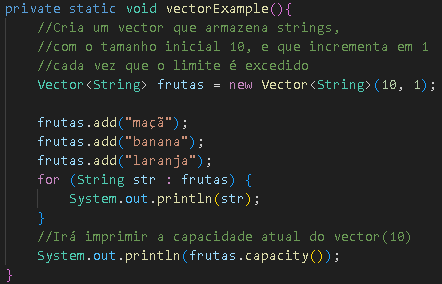 private static void vectorExample(){
//Cria um vector que armazena strings,
//com o tamanho inicial 10, e que incrementa em 1
//cada vez que o limite é excedido
Vector<String> frutas = new Vector<String>(10, 1);
frutas.add("maçã");
frutas.add("banana");
frutas.add("laranja");
for (String str : frutas) {
System.out.println(str);
}
//Irá imprimir a capacidade atual do vector(10)
System.out.println(frutas.capacity());
}